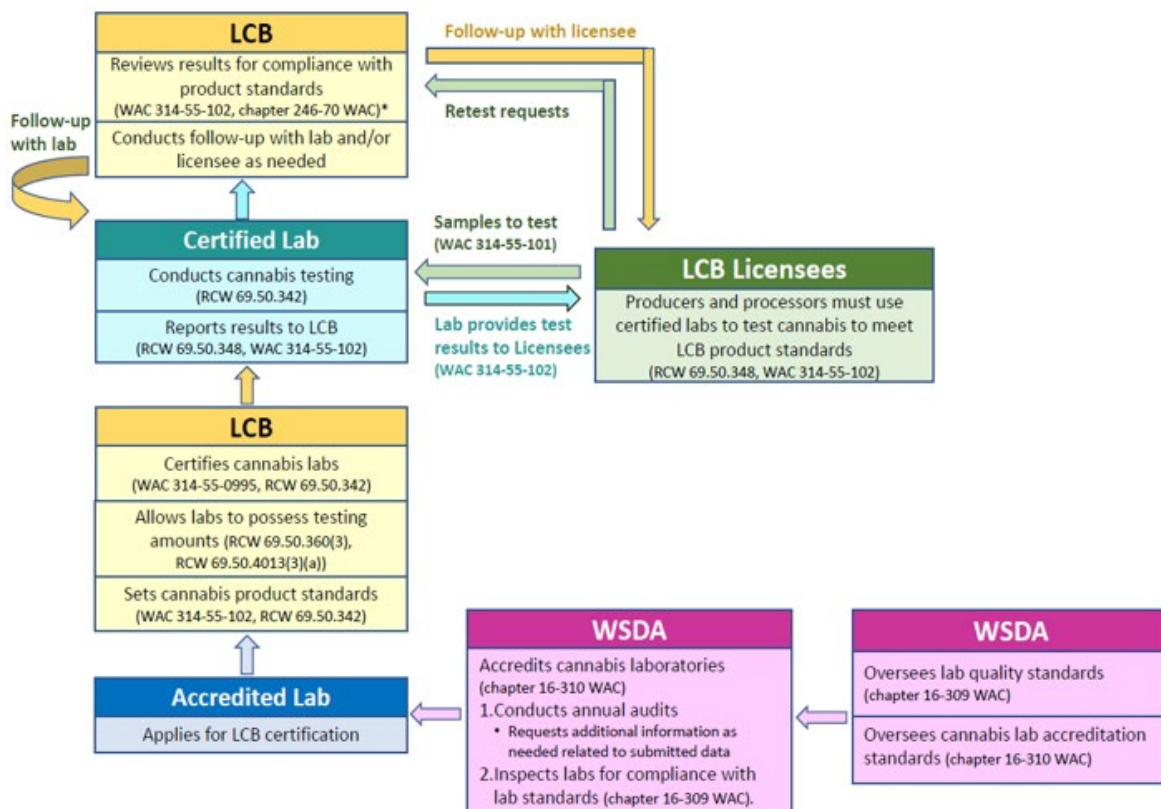 LCB
Reviews results for compliance with
product standards
(WAC 314-55-102, chapter 246-70 WAC)*
Conducts follow-up with lab and/or
licensee as needed
Follow-up
with lab
Follow-up with licensee
Retest requests
Certified Lab
Conducts cannabis testing
(RCW 69.50.342)
Reports results to LCB
(RCW 69.50.348, WAC 314-55-102)
Samples to test
(WAC 314-55-101)
Lab provides test
results to Licensees
(WAC 314-55-102)
LCB Licensees
Producers and processors must use
certified labs to test cannabis to meet
LCB product standards
(RCW 69.50.348, WAC 314-55-102)
LCB
Certifies cannabis labs
(WAC 314-55-0995, RCW 69.50.342)
Allows labs to possess testing
amounts (RCW 69.50.360(3),
RCW 69.50.4013(3)(a))
Sets cannabis product standards
(WAC 314-55-102, RCW 69.50.342)
Accredited Lab
Applies for LCB certification
WSDA
Accredits cannabis laboratories
(chapter 16-310 WAC)
1.Conducts annual audits
• Requests additional information as
needed related to submitted data
2.Inspects labs for compliance with
lab standards (chapter 16-309 WAC).
WSDA
Oversees lab quality standards
(chapter 16-309 WAC)
Oversees cannabis lab accreditation
standards (chapter 16-310 WAC)